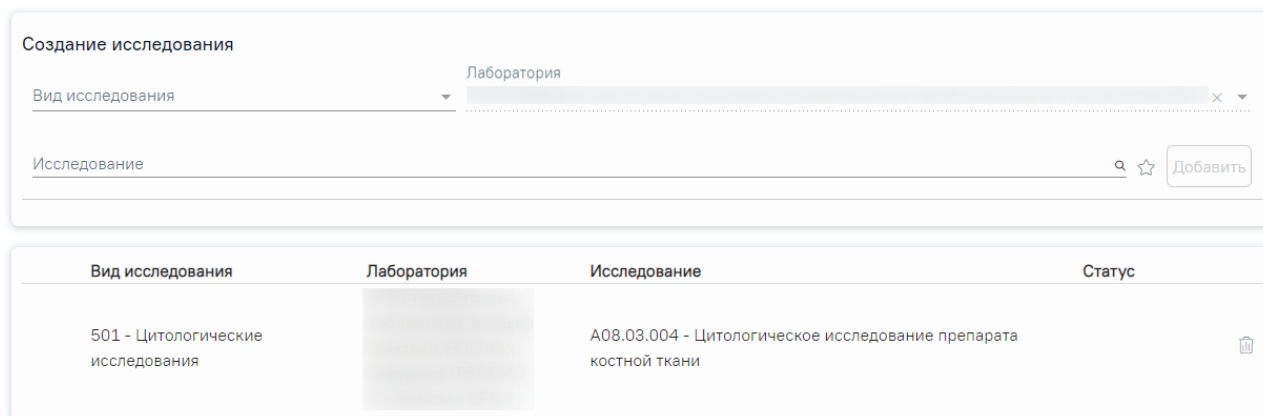 Создание исследования
Лаборатория
Вид исследования
Исследование
Добавить
Вид исследования Лаборатория Исследование Статус
501 - Цитологические A08.03.004 - Цитологическое исследование препарата
исследования костной ткани